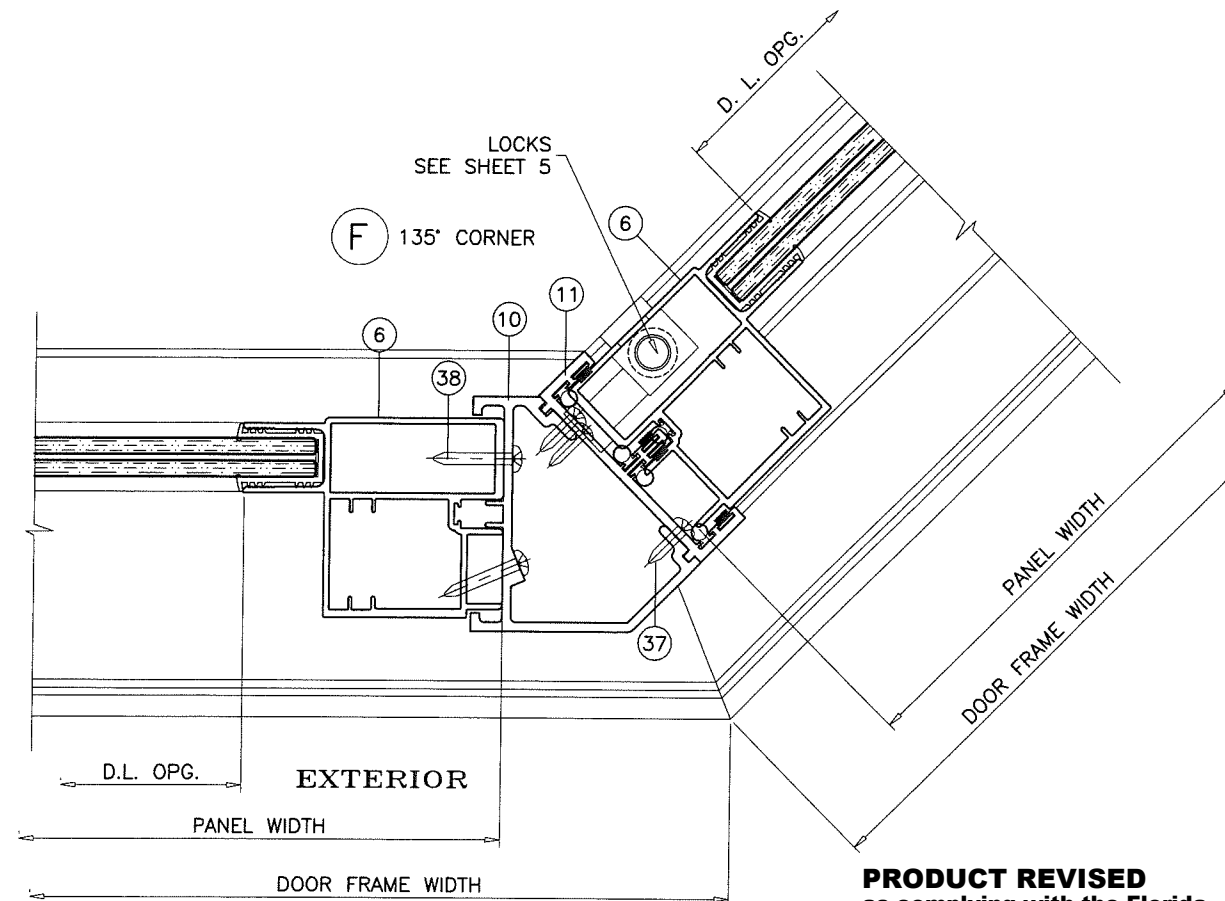 D. L. OPG.
LOCKS
SEE SHEET 5
F 135° CORNER
6
11
10
6
38
37
PANEL WIDTH
DOOR FRAME WIDTH
D.L. OPG.
EXTERIOR
PANEL WIDTH
DOOR FRAME WIDTH
PRODUCT REVISED
as complying with the Florida